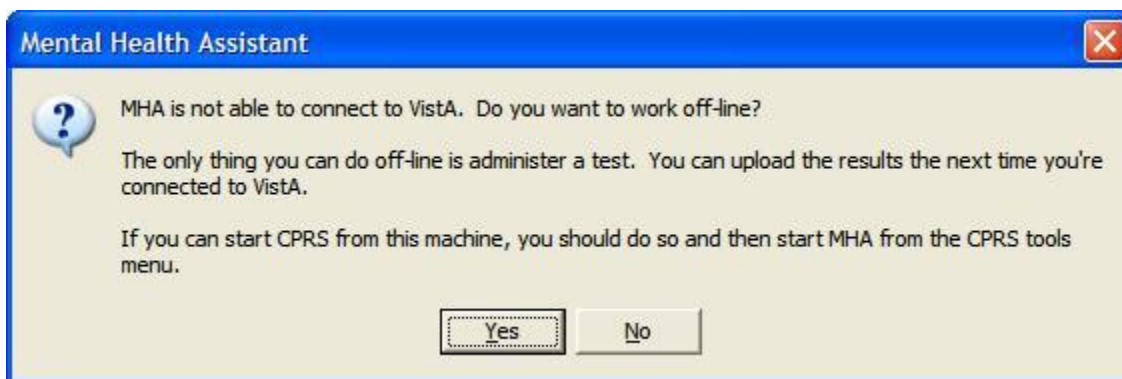 Mental Health Assistant
MHA is not able to connect to VistA. Do you want to work off-line?
The only thing you can do off-line is administer a test. You can upload the results the next time you're
connected to VistA.
If you can start CPRS from this machine, you should do so and then start MHA from the CPRS tools
menu.
Yes No